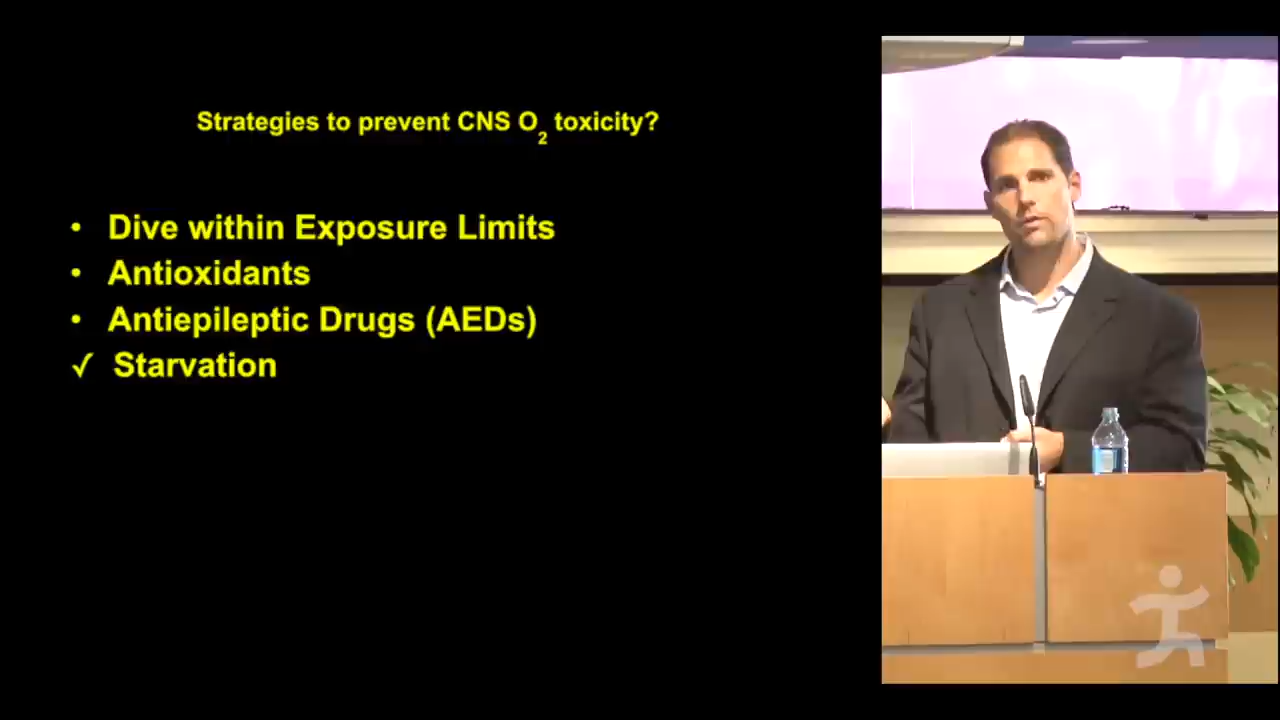 Strategies to prevent CNS O₂ toxicity?
• Dive within Exposure Limits
• Antioxidants
• Antiepileptic Drugs (AEDs)
✓ Starvation